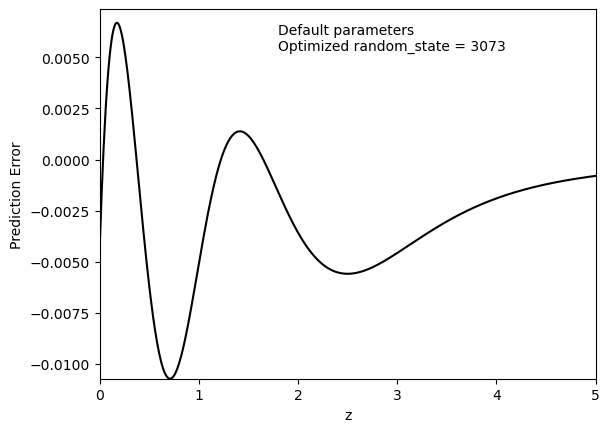 Default parameters
Optimized random_state = 3073
Prediction Error
0.0050
0.0025
0.0000
−0.0025
−0.0050
−0.0075
−0.0100
0 1 2 3 4 5
z